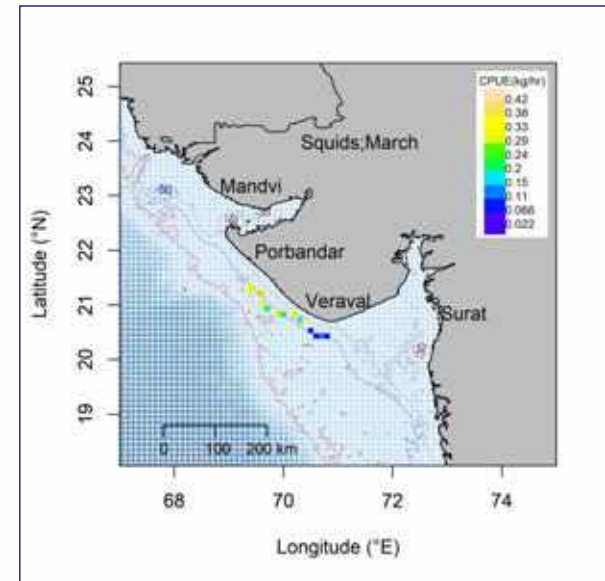 CPUE(kg/hr)
0.42
0.38
0.33
0.29
0.24
0.2
0.15
0.11
0.066
0.022
Squids;March
Mandvi
Porbandar
Veraval
Surat
-50
0
0 100 200 km
25
24
23
22
21
20
19
Latitude (°N)
68 70 72 74
Longitude (°E)